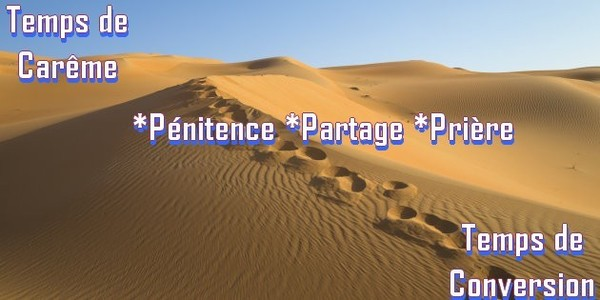 Temps de
Carême
*Pénitence *Partage *Prière
Temps de
Conversion